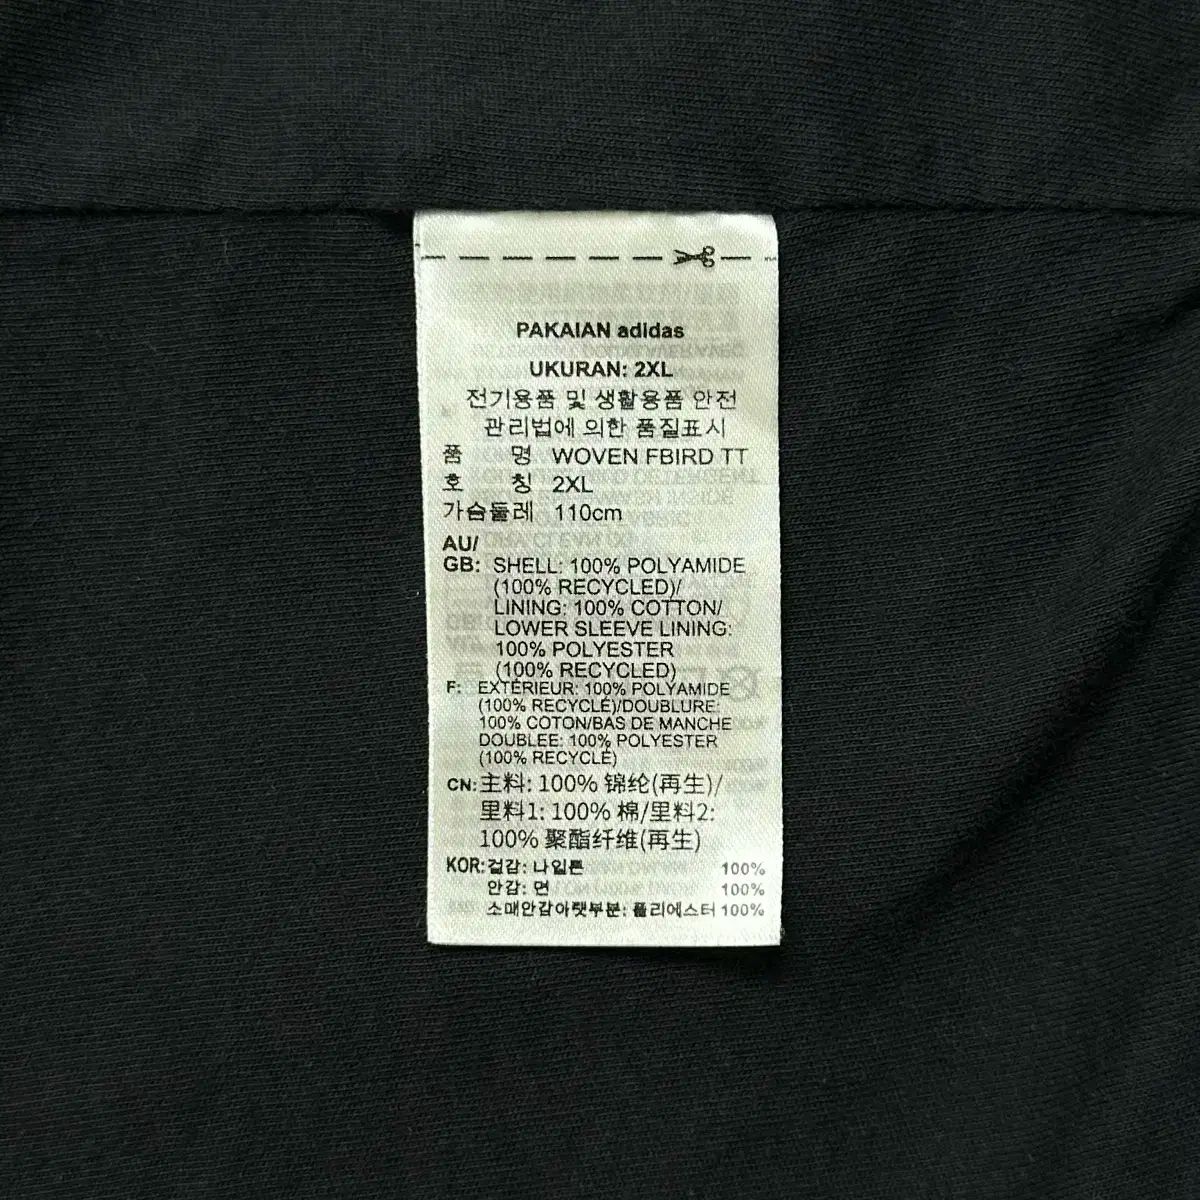 PAKAIAN adidas
UKURAN: 2XL
전기용품 및 생활용품 안전
관리법에 의한 품질표시
품 명 WOVEN FBIRD TT
호 칭 2XL
가슴둘레 110cm
AU/
GB: SHELL: 100% POLYAMIDE
(100% RECYCLED)/
LINING: 100% COTTON/
LOWER SLEEVE LINING:
100% POLYESTER
(100% RECYCLED)
F: EXTÉRIEUR: 100% POLYAMIDE
(100% RECYCLÉ)/DOUBLURE:
100% COTON/BAS DE MANCHE
DOUBLEE: 100% POLYESTER
(100% RECYCLÉ)
CN: 主料: 100% 锦纶(再生)/
里料1: 100% 棉/里料2:
100% 聚酯纤维(再生)
KOR: 겉감: 나일론 100%
안감: 면 100%
소매안감아랫부분: 폴리에스터 100%